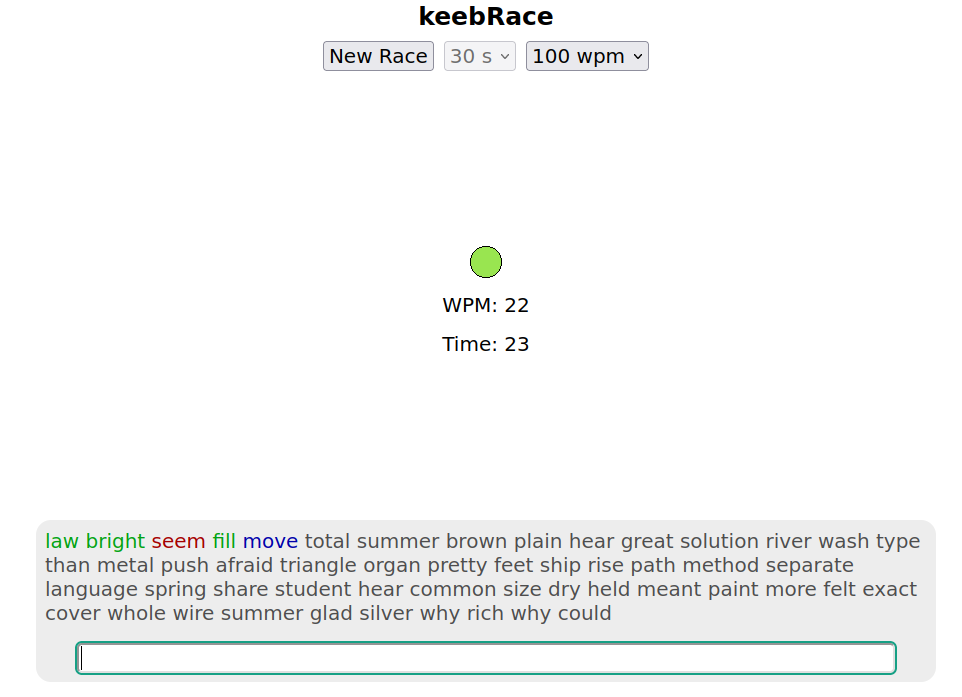 keebRace
New Race 30 s 100 wpm
WPM: 22
Time: 23
law bright seem fill move total summer brown plain hear great solution river wash type
than metal push afraid triangle organ pretty feet ship rise path method separate
language spring share student hear common size dry held meant paint more felt exact
cover whole wire summer glad silver why rich why could